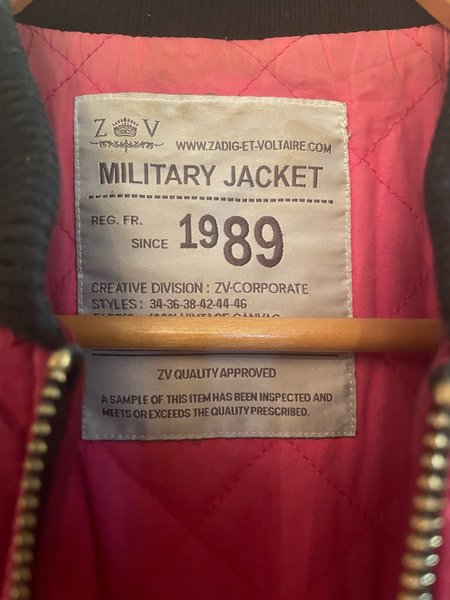 Z V
WWW.ZADIG-ET-VOLTAIRE.COM
MILITARY JACKET
REG. FR.
SINCE 1989
CREATIVE DIVISION : ZV-CORPORATE
STYLES : 34-36-38-42-44-46
ZV QUALITY APPROVED
A SAMPLE OF THIS ITEM HAS BEEN INSPECTED AND
MEETS OR EXCEEDS THE QUALITY PRESCRIBED.